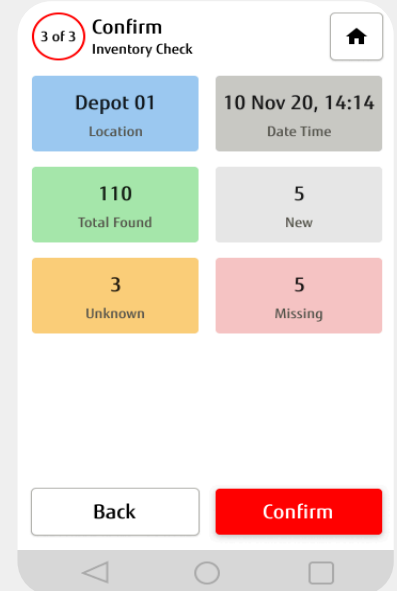 3 of 3
Confirm
Inventory Check
Depot 01
Location
10 Nov 20, 14:14
Date Time
110
Total Found
5
New
3
Unknown
5
Missing
Back
Confirm